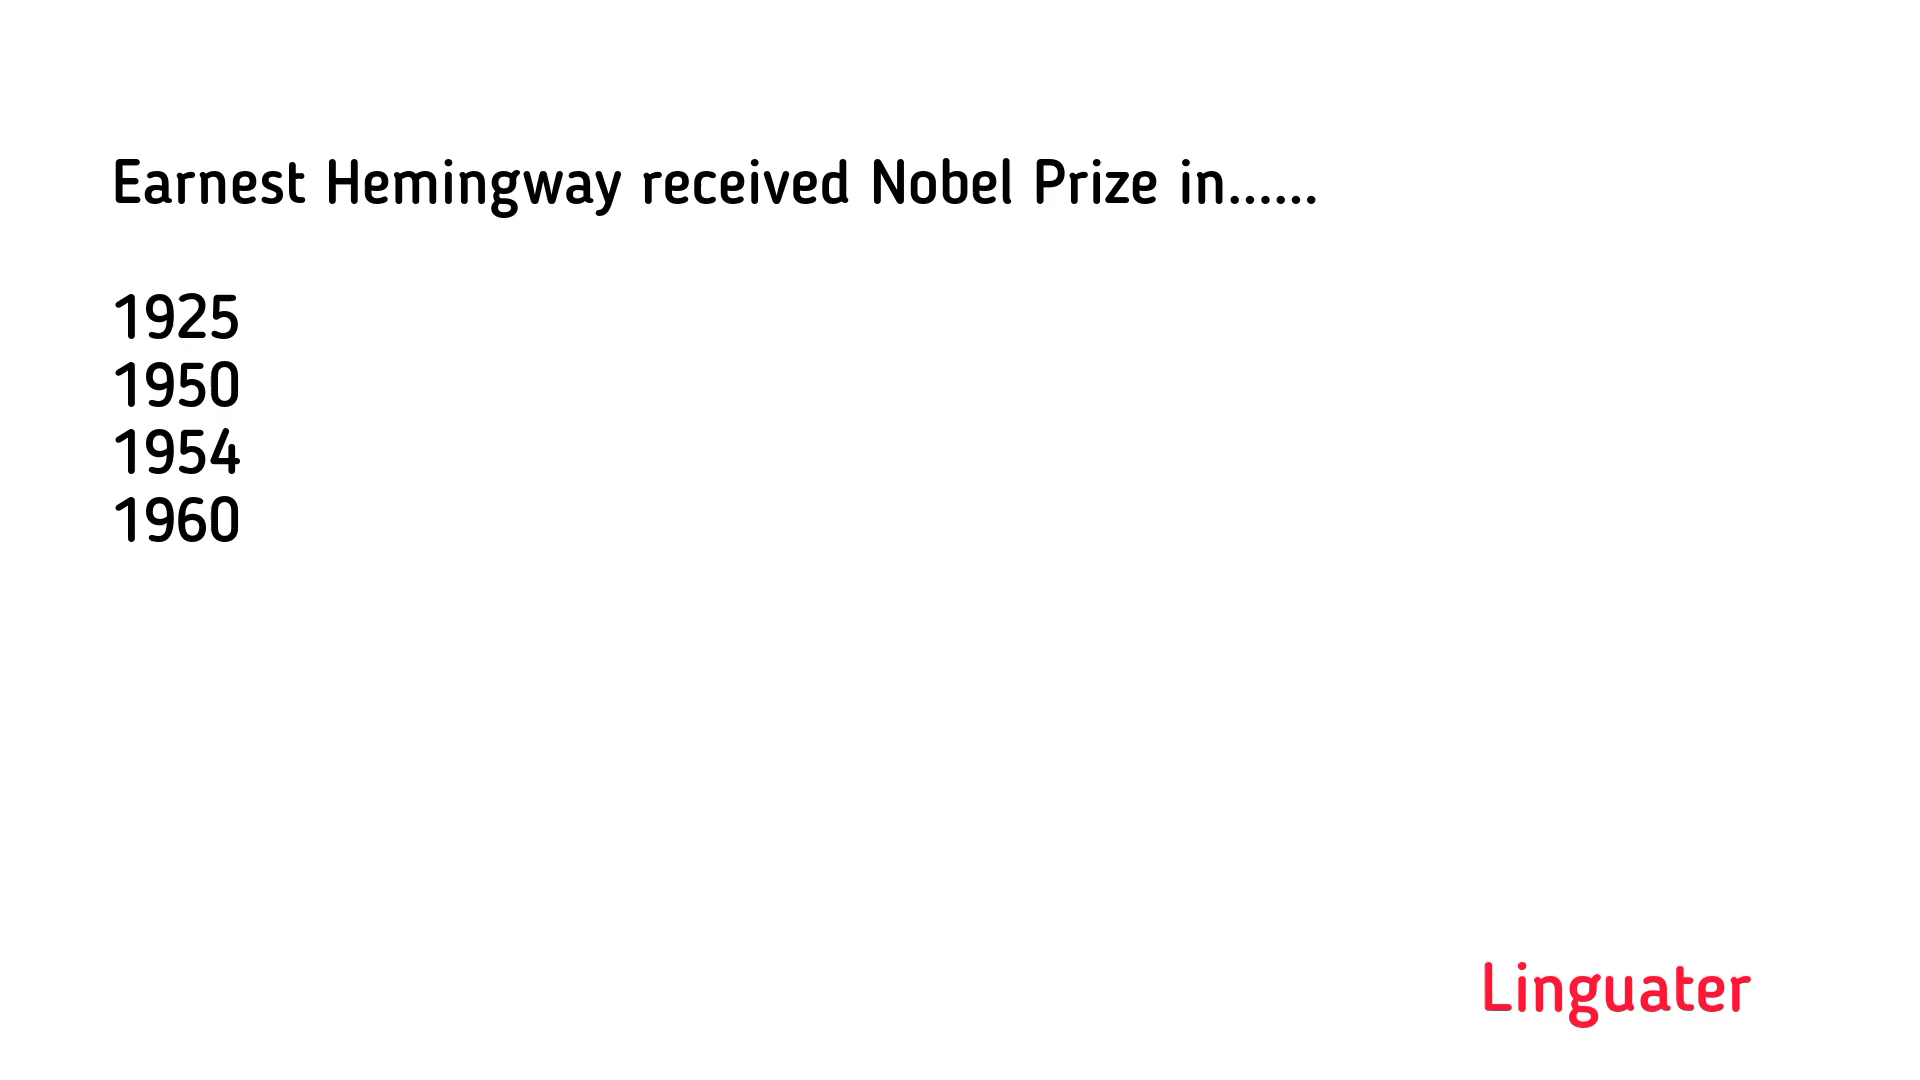 Earnest Hemingway received Nobel Prize in......
1925
1950
1954
1960
Linguater